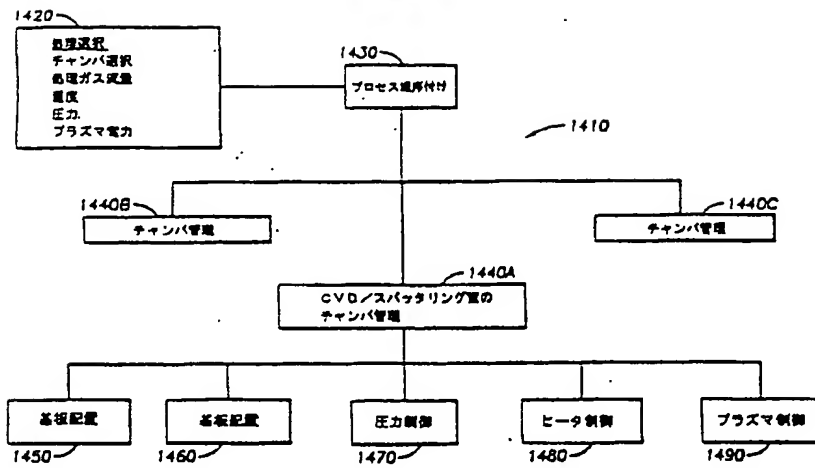 1420
処理選択
チャンバ選択
処理ガス流量
温度
圧力
プラズマ電力
1430
プロセス順序付け
1410
1440B
チャンバ管理
1440C
チャンバ管理
1440A
CVD/スパッタリング室の
チャンバ管理
基板配置
1450
基板配置
1460
圧力制御
1470
ヒータ制御
1480
プラズマ制御
1490